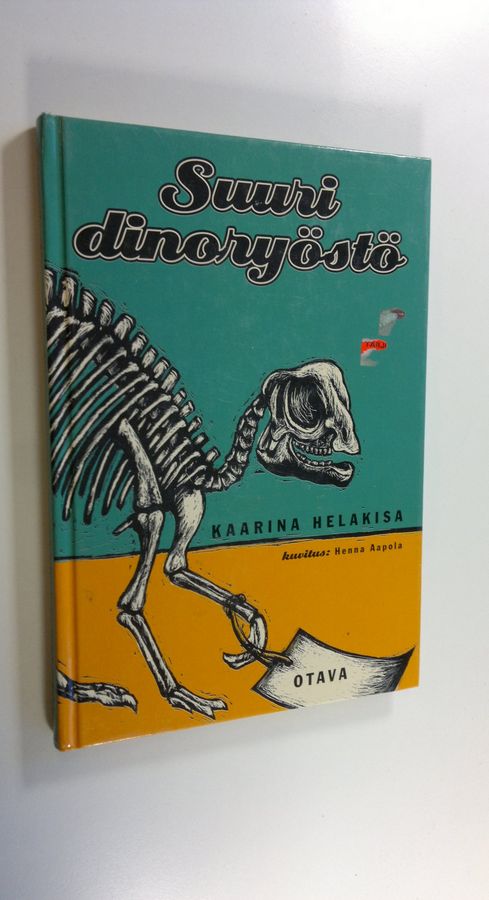 Suuri
dinoryöstö
KAARINA HELAKISA
kuvitus: Henna Aapola
OTAVA